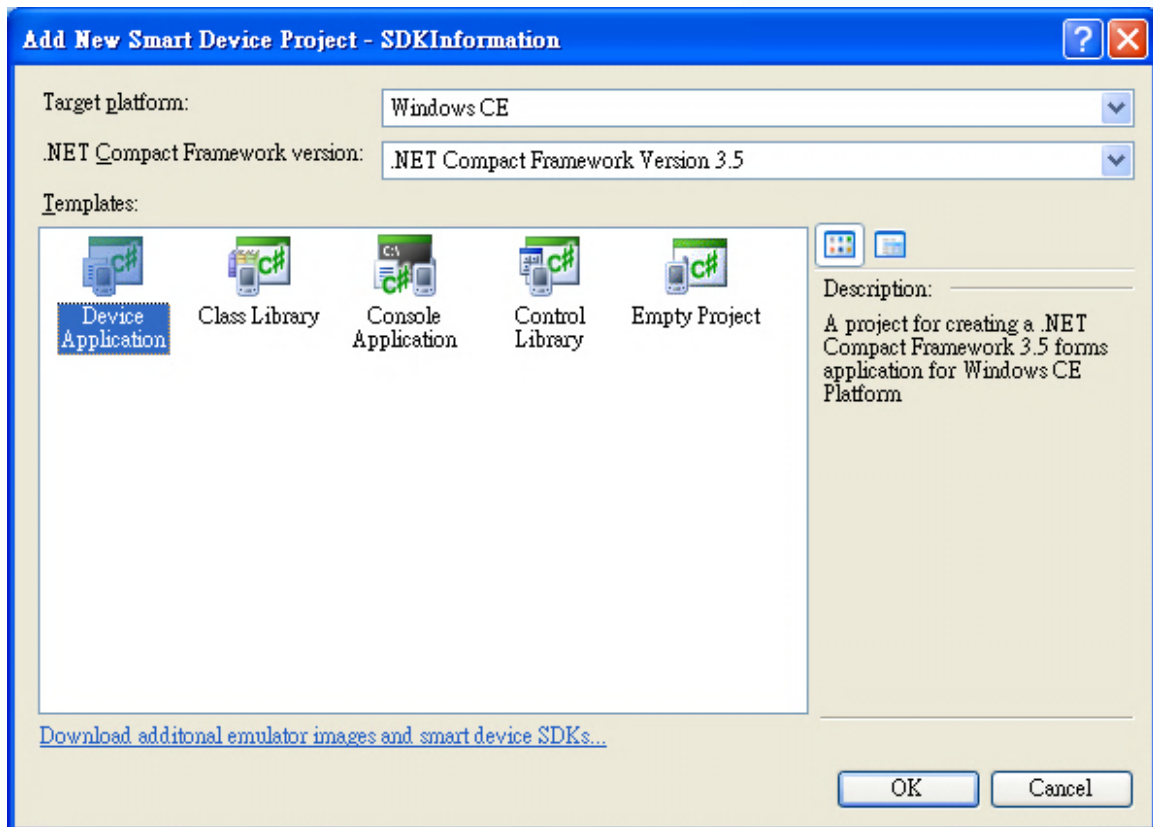 Add New Smart Device Project - SDKInformation
Target platform:
Windows CE
.NET Compact Framework version:
.NET Compact Framework Version 3.5
Templates:
Device
Application
Class Library
Console
Application
Control
Library
Empty Project
Description:
A project for creating a .NET
Compact Framework 3.5 forms
application for Windows CE
Platform
Download additonal emulator images and smart device SDKs...
OK
Cancel